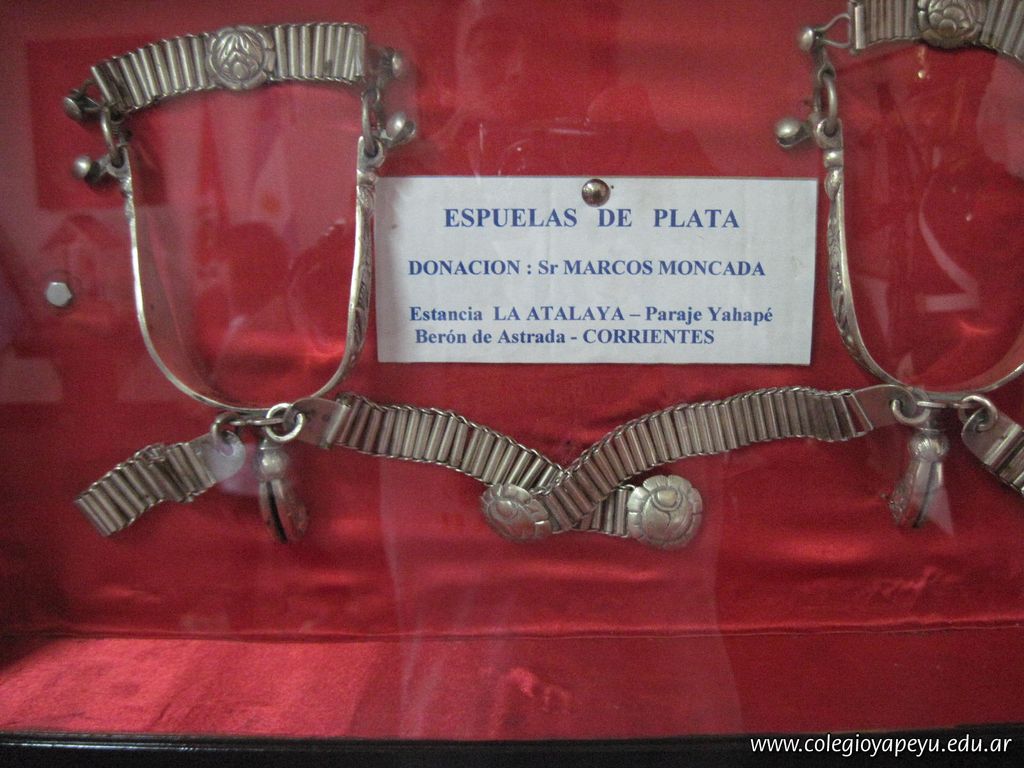 ESPUELAS DE PLATA
DONACION : Sr MARCOS MONCADA
Estancia LA ATALAYA – Paraje Yahapé
Berón de Astrada - CORRIENTES
www.colegioyapeyu.edu.ar